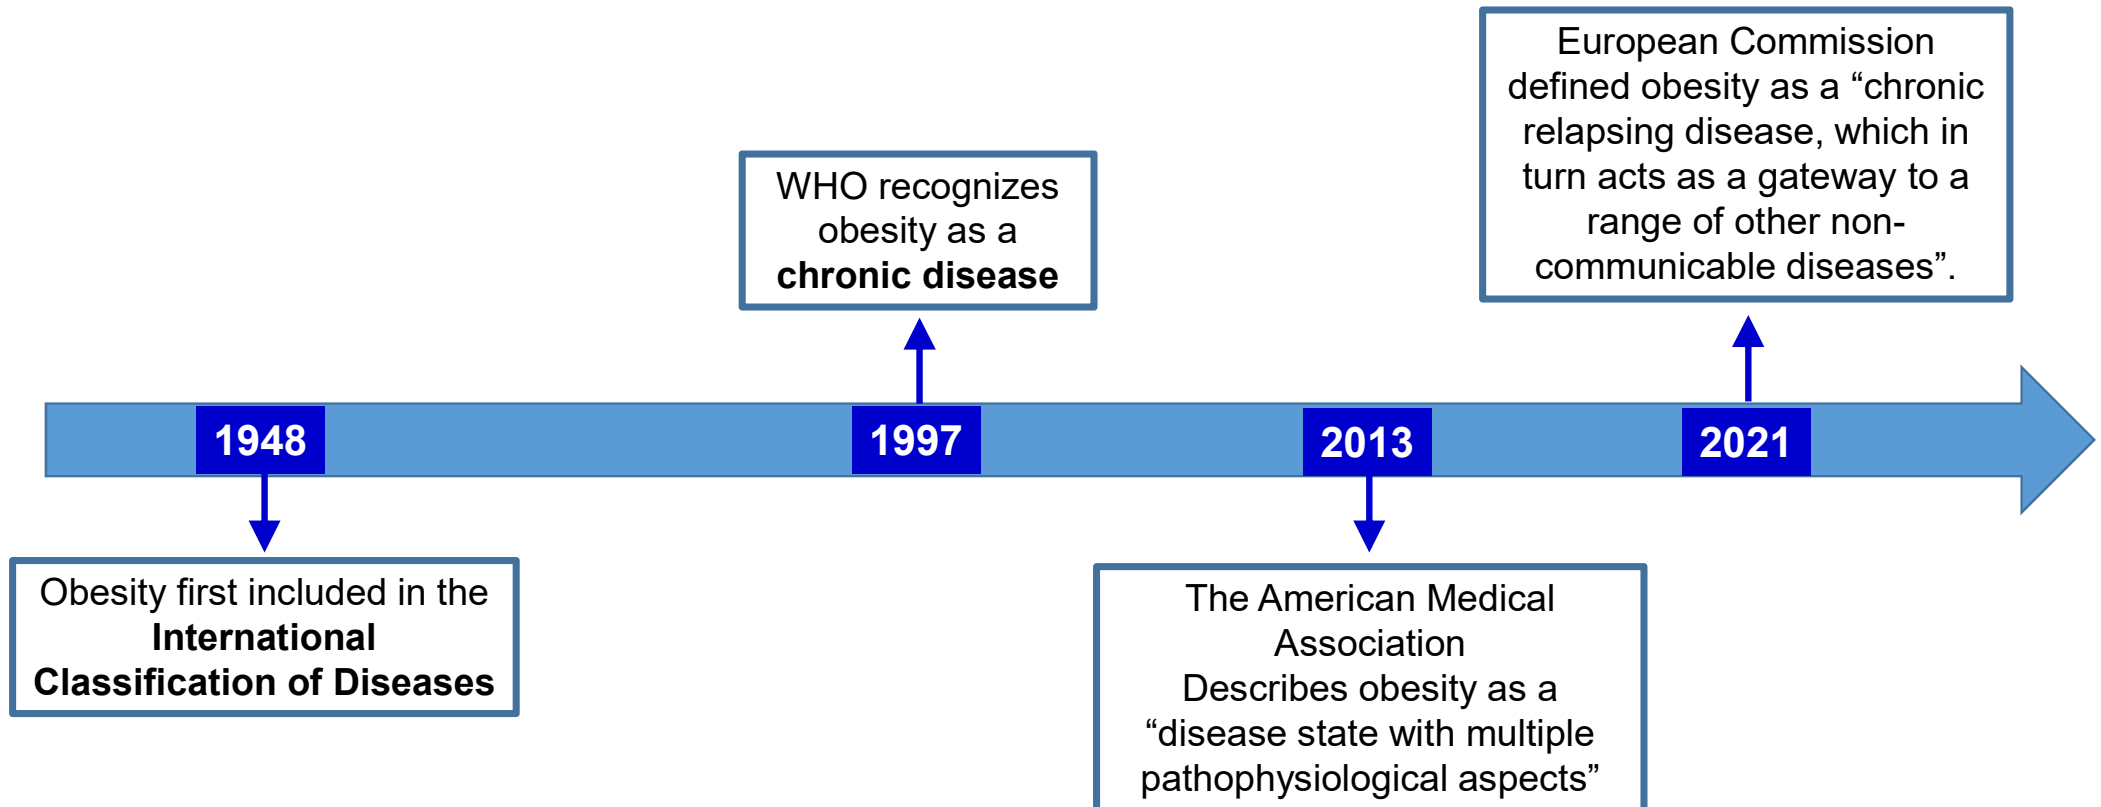 European Commission
defined obesity as a “chronic
relapsing disease, which in
turn acts as a gateway to a
range of other non-
communicable diseases”.
WHO recognizes
obesity as a
chronic disease
1948
1997
2013
2021
Obesity first included in the
International
Classification of Diseases
The American Medical
Association
Describes obesity as a
“disease state with multiple
pathophysiological aspects”